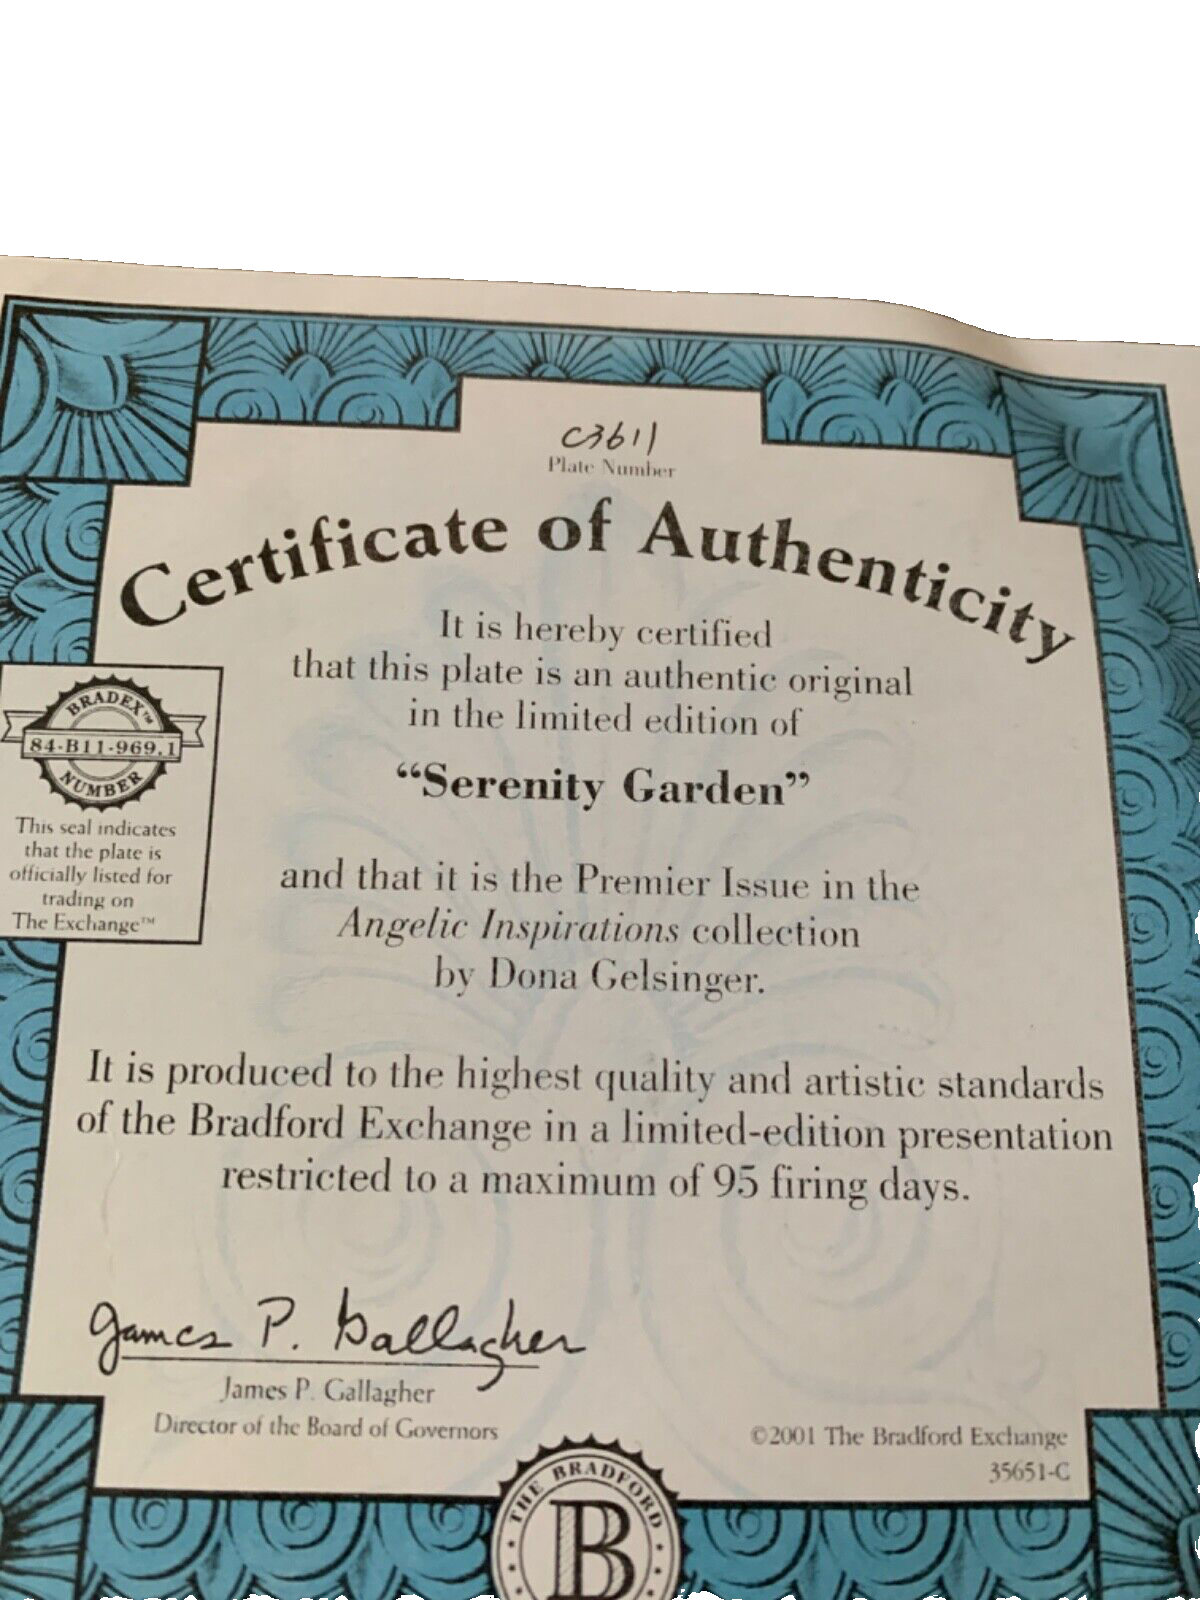 C3611
Plate Number
Certificate of Authenticity
It is hereby certified
that this plate is an authentic original
in the limited edition of
“Serenity Garden”
and that it is the Premier Issue in the
Angelic Inspirations collection
by Dona Gelsinger.
It is produced to the highest quality and artistic standards
of the Bradford Exchange in a limited-edition presentation
restricted to a maximum of 95 firing days.
BRADEX™
84-B11-969.1
NUMBER
This seal indicates
that the plate is
officially listed for
trading on
The Exchange™
James P. Gallagher
James P. Gallagher
Director of the Board of Governors
©2001 The Bradford Exchange
35651-C
THE BRADFORD
B